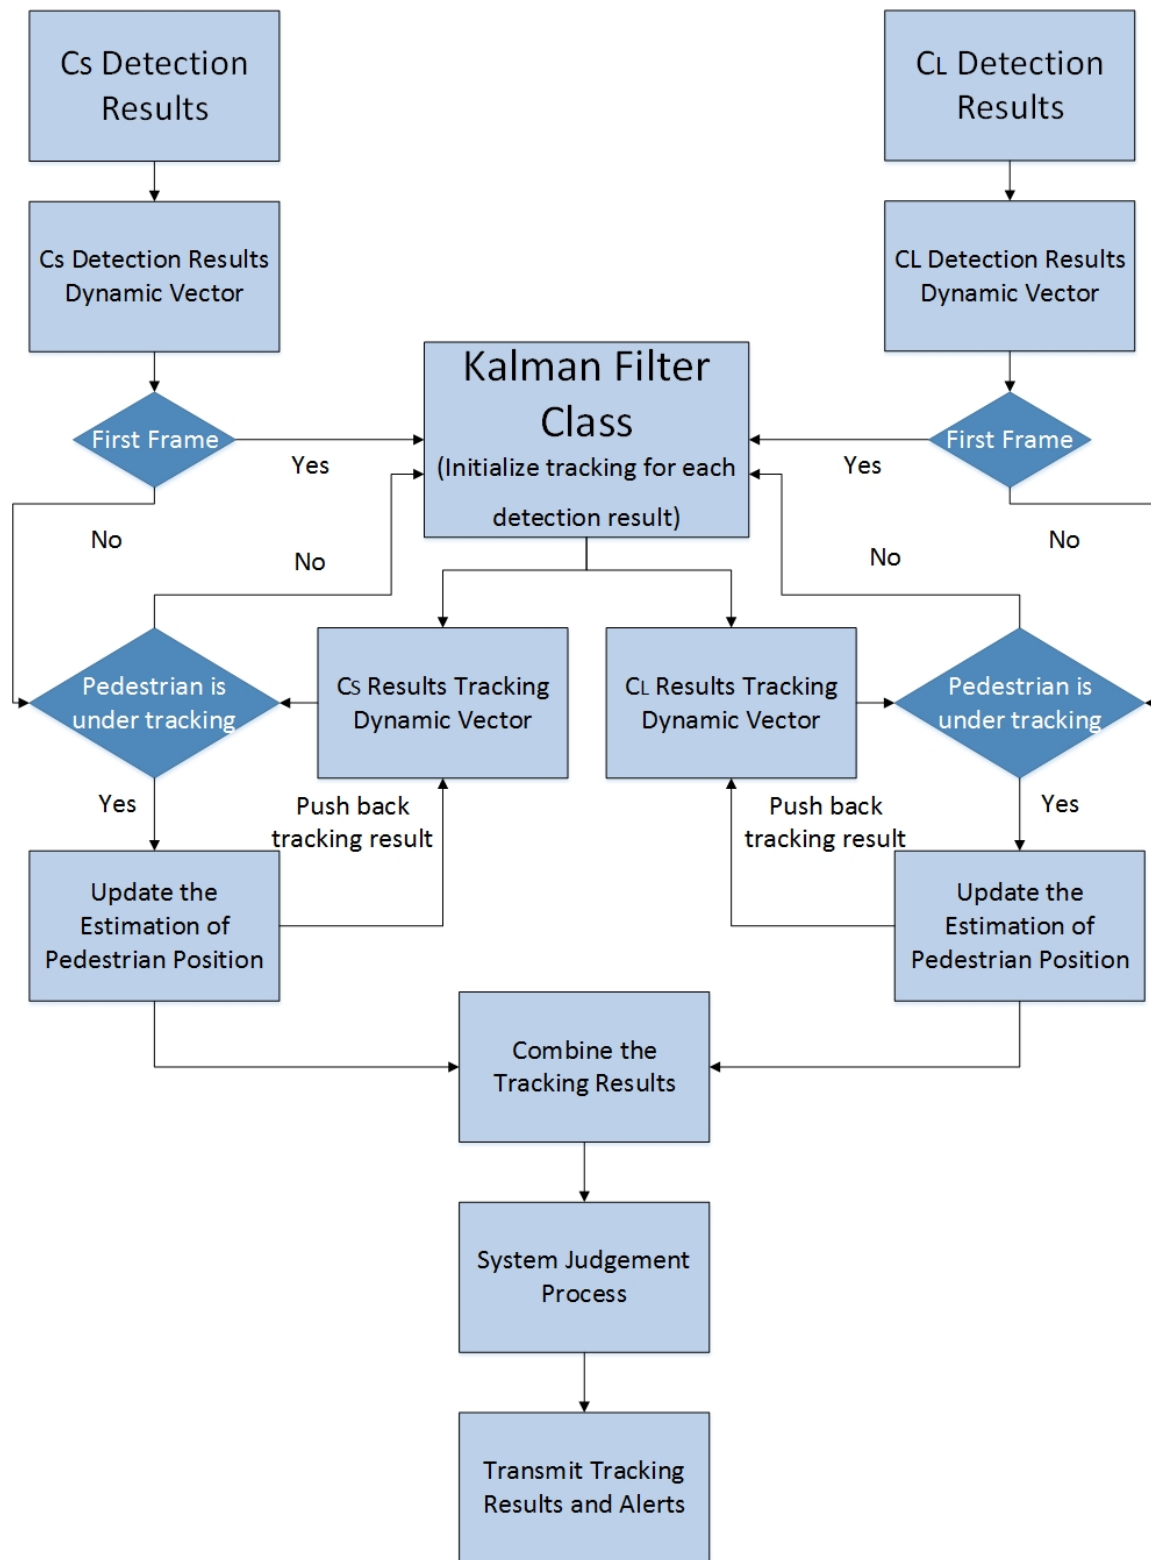 Cs Detection
Results
CL Detection
Results
Cs Detection Results
Dynamic Vector
CL Detection Results
Dynamic Vector
Kalman Filter
Class
(Initialize tracking for each
detection result)
First Frame
Yes
No
First Frame
Yes
No
No
No
Pedestrian is
under tracking
Cs Results Tracking
Dynamic Vector
CL Results Tracking
Dynamic Vector
Pedestrian is
under tracking
Yes
Push back
tracking result
Push back
tracking result
Yes
Update the
Estimation of
Pedestrian Position
Update the
Estimation of
Pedestrian Position
Combine the
Tracking Results
System Judgement
Process
Transmit Tracking
Results and Alerts